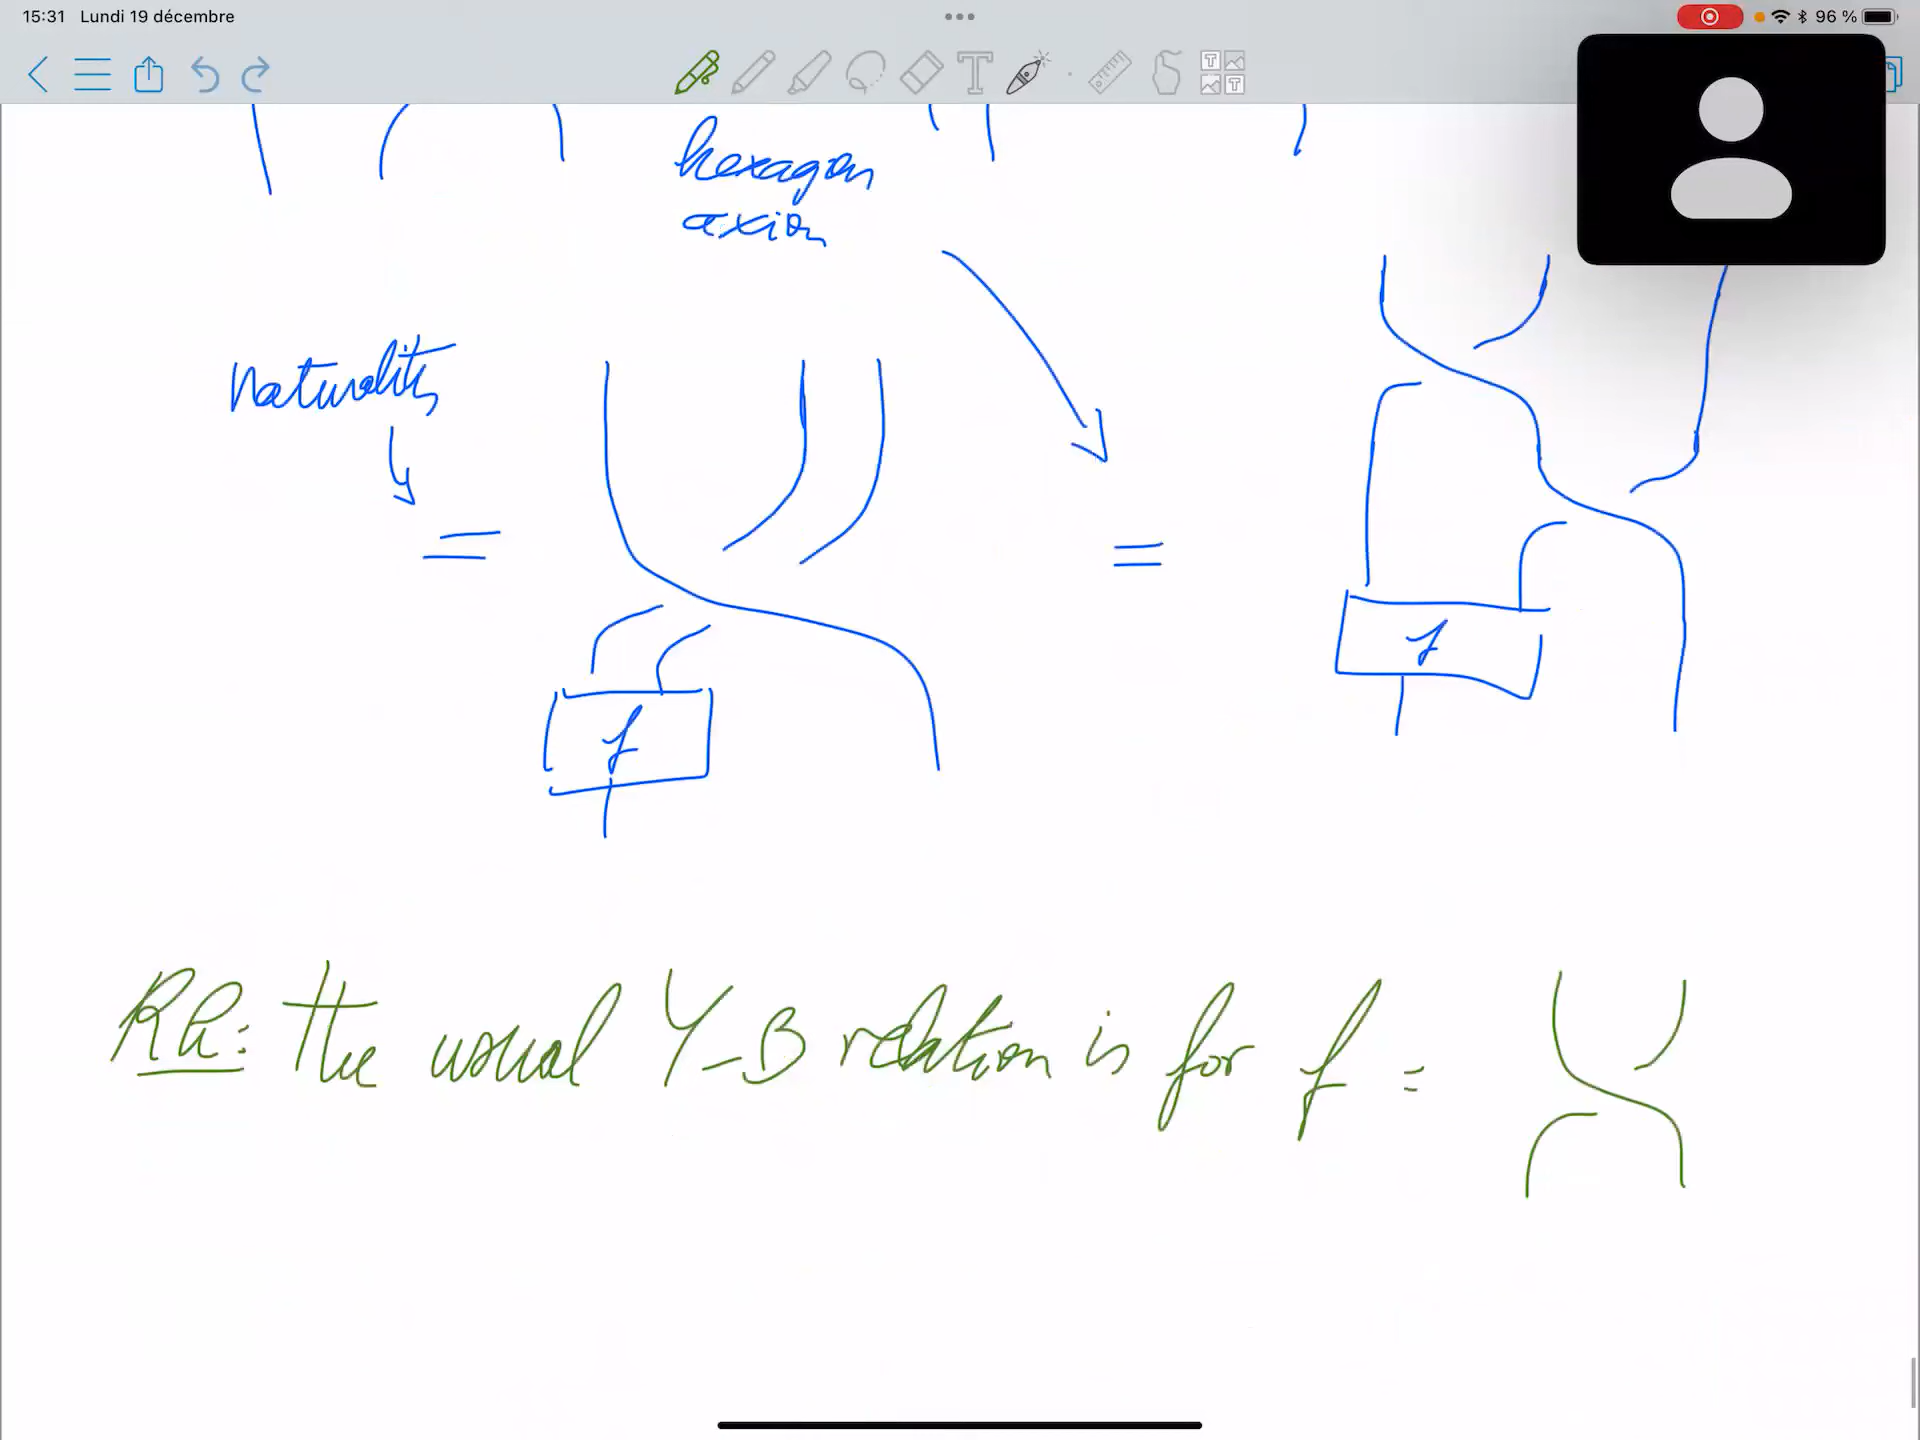 15:31 Lundi 19 décembre
96 %
hexagon
axiom
naturality
=
=
f
f
Rk: The usual Y-B relation is for f =